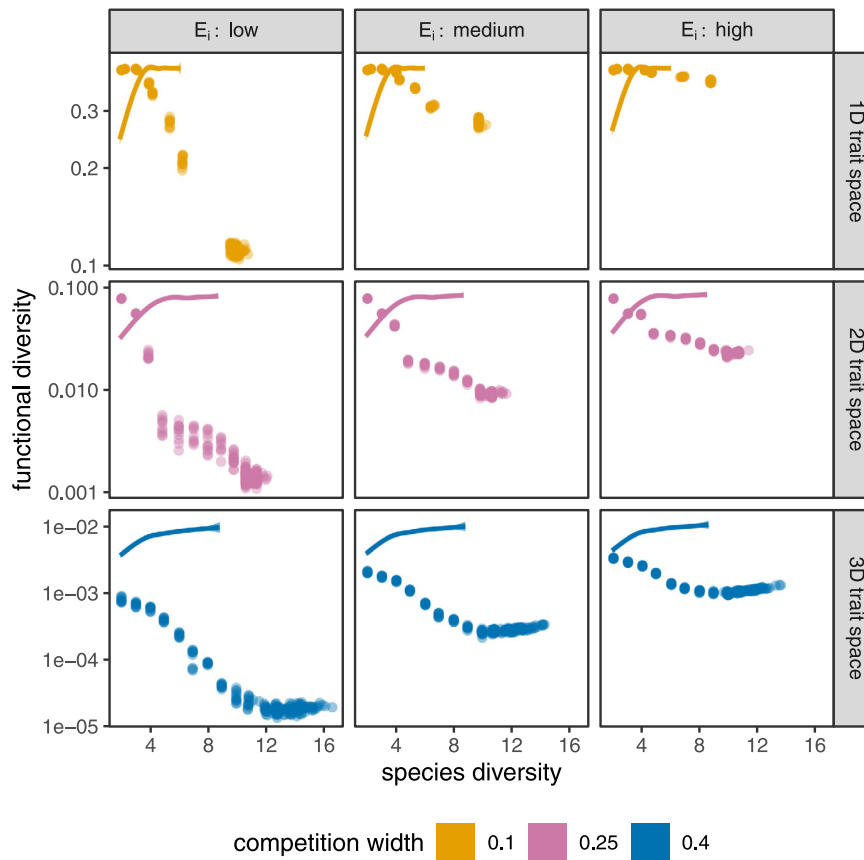 Ei : low
Ei : medium
Ei : high
0.3
0.2
0.1
1D trait space
0.100
0.010
0.001
2D trait space
functional diversity
1e−02
1e−03
1e−04
1e−05
3D trait space
4 8 12 16 4 8 12 16 4 8 12 16
species diversity
competition width 0.1 0.25 0.4